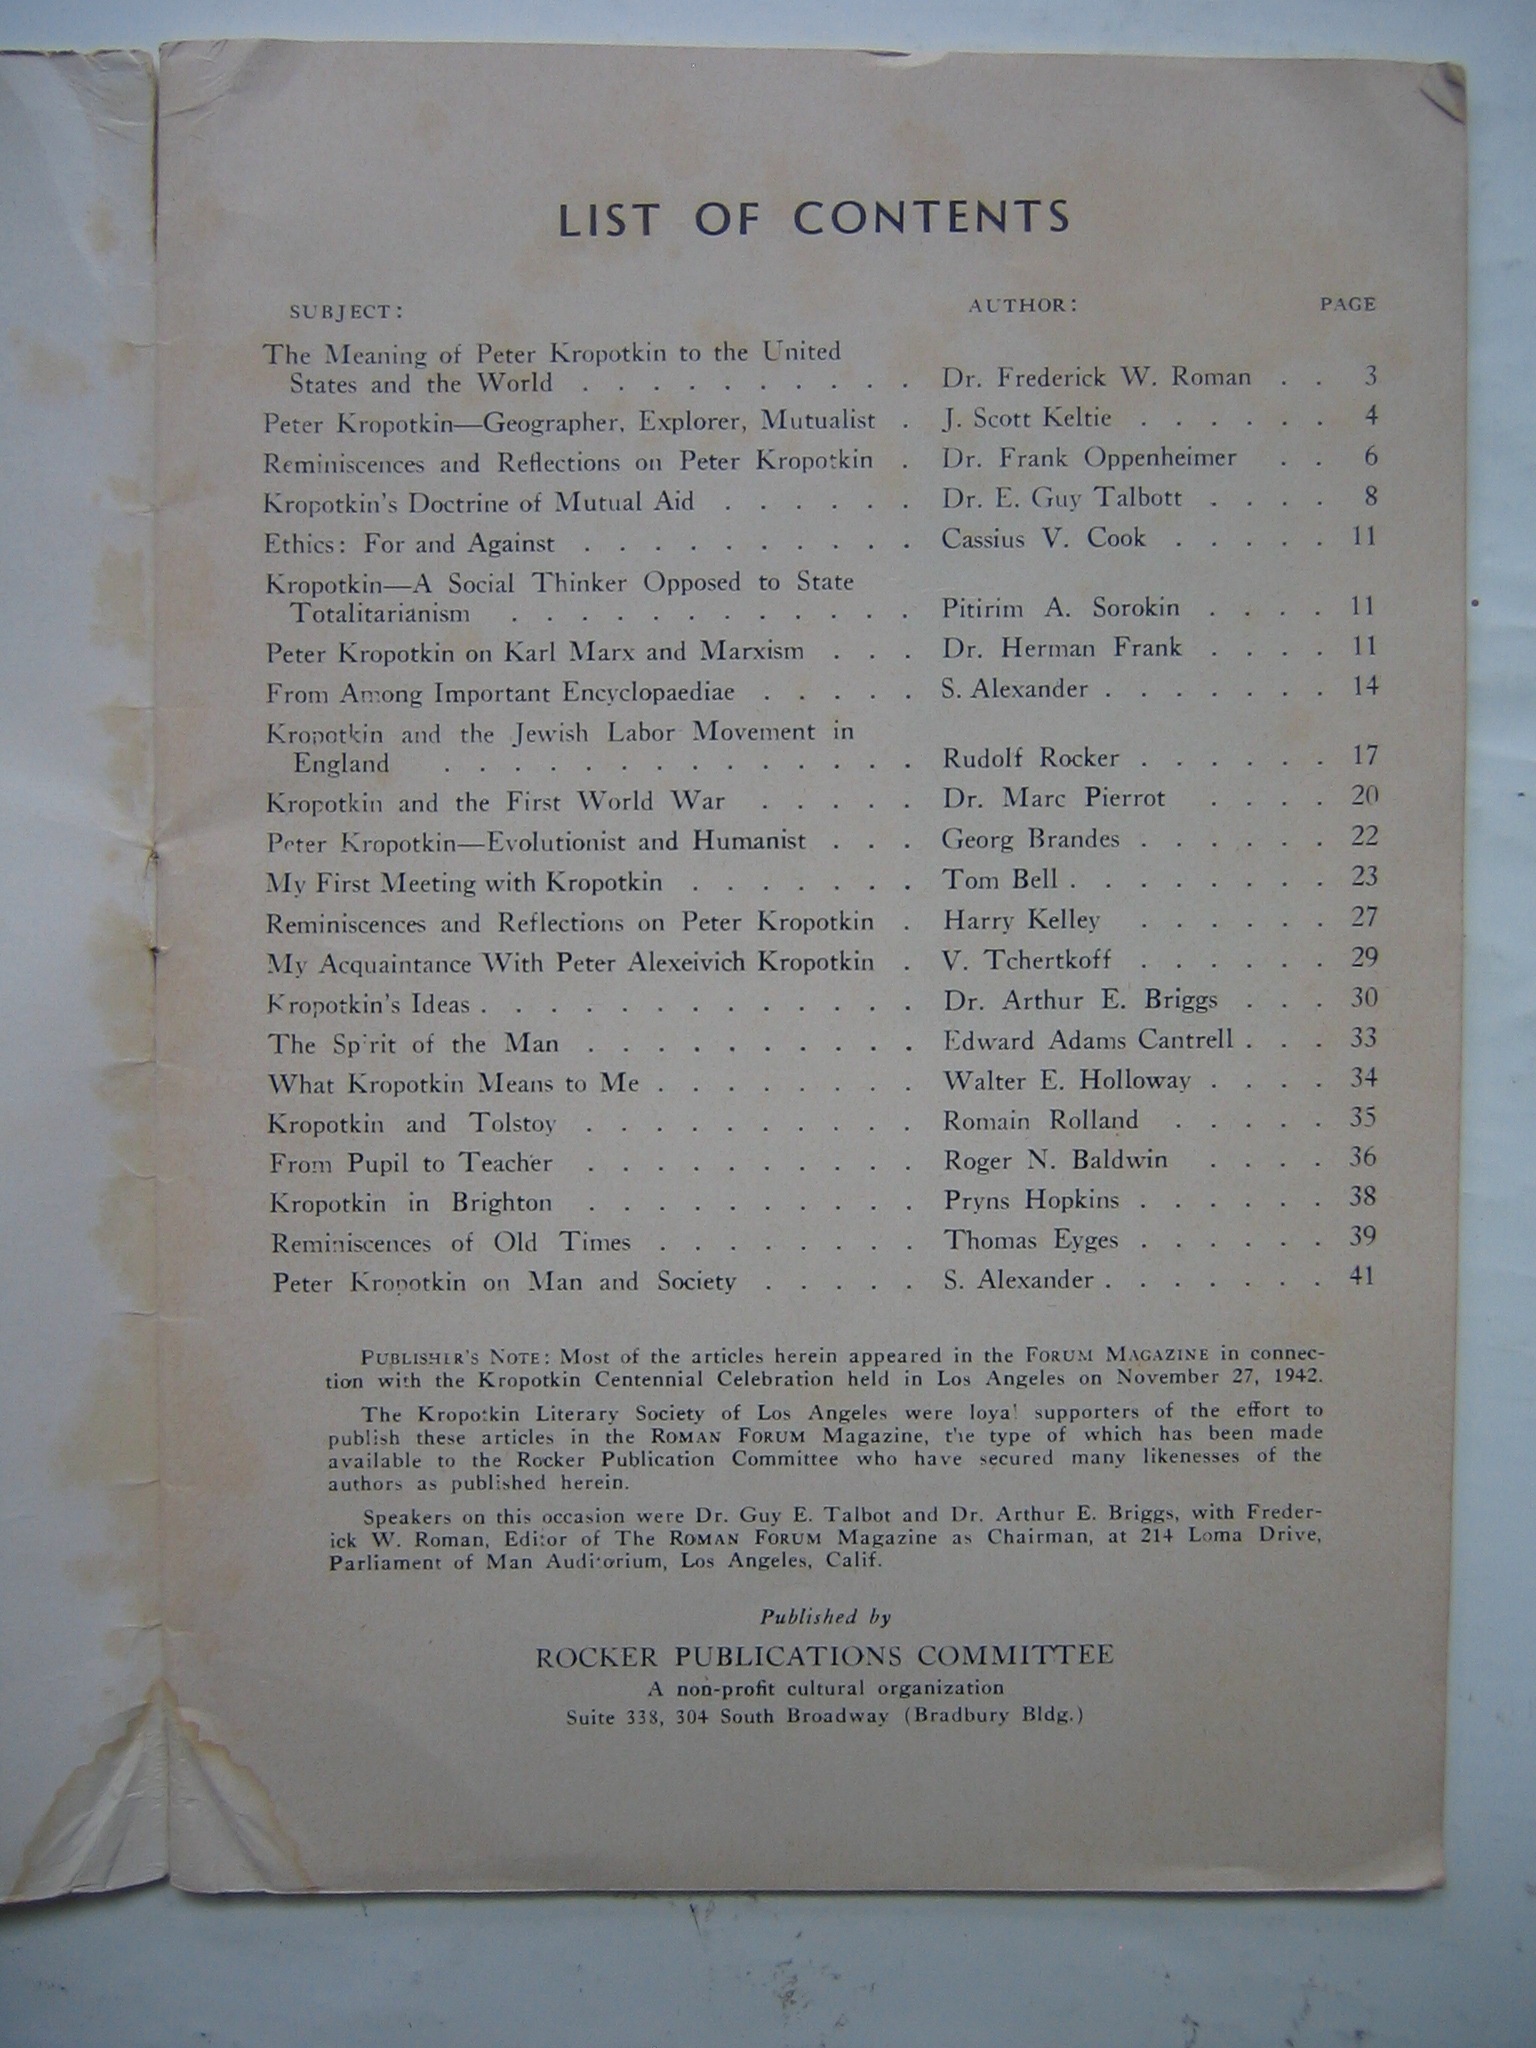 LIST OF CONTENTS
SUBJECT: AUTHOR: PAGE
The Meaning of Peter Kropotkin to the United
States and the World . . . . . . . . . . Dr. Frederick W. Roman . . 3
Peter Kropotkin—Geographer, Explorer, Mutualist . J. Scott Keltie . . . . . . 4
Reminiscences and Reflections on Peter Kropotkin . Dr. Frank Oppenheimer . . 6
Kropotkin's Doctrine of Mutual Aid . . . . . . Dr. E. Guy Talbott . . . . 8
Ethics: For and Against . . . . . . . . . . Cassius V. Cook . . . . . 11
Kropotkin—A Social Thinker Opposed to State
Totalitarianism . . . . . . . . . . . . Pitirim A. Sorokin . . . . 11
Peter Kropotkin on Karl Marx and Marxism . . . Dr. Herman Frank . . . . 11
From Among Important Encyclopaediae . . . . . S. Alexander . . . . . . . 14
Kropotkin and the Jewish Labor Movement in
England . . . . . . . . . . . . . . Rudolf Rocker . . . . . . 17
Kropotkin and the First World War . . . . . Dr. Marc Pierrot . . . . 20
Peter Kropotkin—Evolutionist and Humanist . . . Georg Brandes . . . . . . 22
My First Meeting with Kropotkin . . . . . . . Tom Bell . . . . . . . . 23
Reminiscences and Reflections on Peter Kropotkin . Harry Kelley . . . . . . 27
My Acquaintance With Peter Alexeivich Kropotkin . V. Tchertkoff . . . . . . 29
Kropotkin's Ideas . . . . . . . . . . . . . Dr. Arthur E. Briggs . . . 30
The Spirit of the Man . . . . . . . . . . Edward Adams Cantrell . . . 33
What Kropotkin Means to Me . . . . . . . . Walter E. Holloway . . . . 34
Kropotkin and Tolstoy . . . . . . . . . . Romain Rolland . . . . . 35
From Pupil to Teacher . . . . . . . . . . Roger N. Baldwin . . . . 36
Kropotkin in Brighton . . . . . . . . . . Pryns Hopkins . . . . . . 38
Reminiscences of Old Times . . . . . . . . Thomas Eyges . . . . . . 39
Peter Kropotkin on Man and Society . . . . . S. Alexander . . . . . . . 41
PUBLISHER'S NOTE: Most of the articles herein appeared in the FORUM MAGAZINE in connec-
tion with the Kropotkin Centennial Celebration held in Los Angeles on November 27, 1942.
The Kropotkin Literary Society of Los Angeles were loyal supporters of the effort to
publish these articles in the ROMAN FORUM Magazine, the type of which has been made
available to the Rocker Publication Committee who have secured many likenesses of the
authors as published herein.
Speakers on this occasion were Dr. Guy E. Talbot and Dr. Arthur E. Briggs, with Freder-
ick W. Roman, Editor of The ROMAN FORUM Magazine as Chairman, at 214 Loma Drive,
Parliament of Man Auditorium, Los Angeles, Calif.
Published by
ROCKER PUBLICATIONS COMMITTEE
A non-profit cultural organization
Suite 338, 304 South Broadway (Bradbury Bldg.)